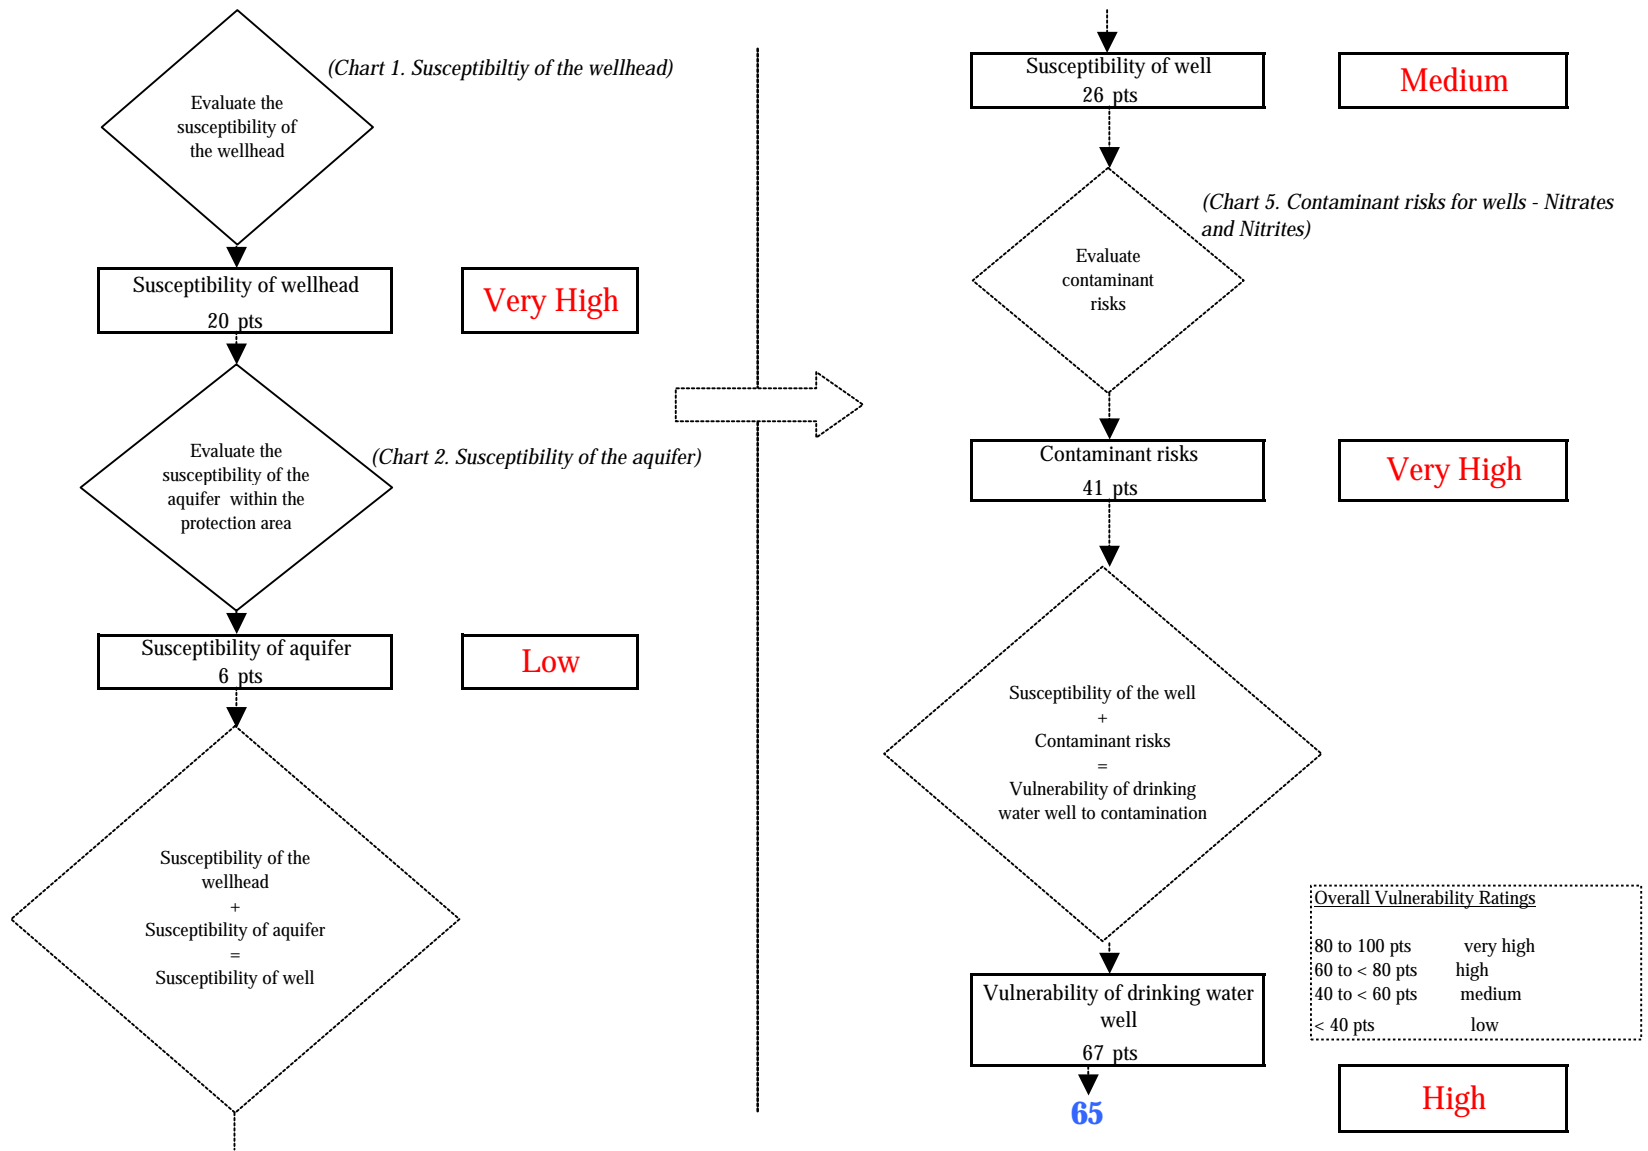 (Chart 1. Susceptibiltiy of the wellhead)
Evaluate the
susceptibility of
the wellhead
Susceptibility of wellhead
20 pts
Very High
Evaluate the
susceptibility of the
aquifer within the
protection area
(Chart 2. Susceptibility of the aquifer)
Susceptibility of aquifer
6 pts
Low
Susceptibility of the
wellhead
+
Susceptibility of aquifer
=
Susceptibility of well
Susceptibility of well
26 pts
Medium
(Chart 5. Contaminant risks for wells - Nitrates
and Nitrites)
Evaluate
contaminant
risks
Contaminant risks
41 pts
Very High
Susceptibility of the well
+
Contaminant risks
=
Vulnerability of drinking
water well to contamination
Overall Vulnerability Ratings
80 to 100 pts very high
60 to < 80 pts high
40 to < 60 pts medium
< 40 pts low
Vulnerability of drinking water
well
67 pts
65
High